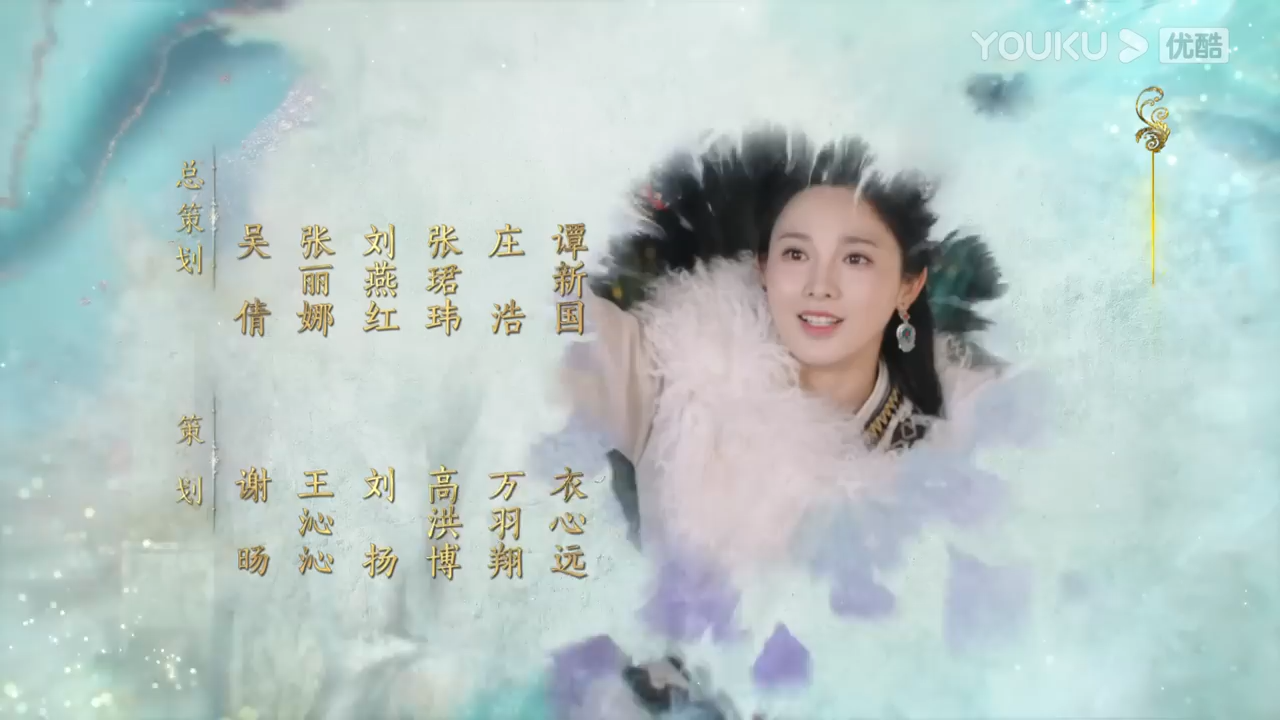 YOUKU 优酷
总策划
吴倩
张丽娜
刘燕红
张珺玮
庄浩
谭新国
策划
谢旸
王沁沁
刘扬
高洪博
万羽翔
衣心远